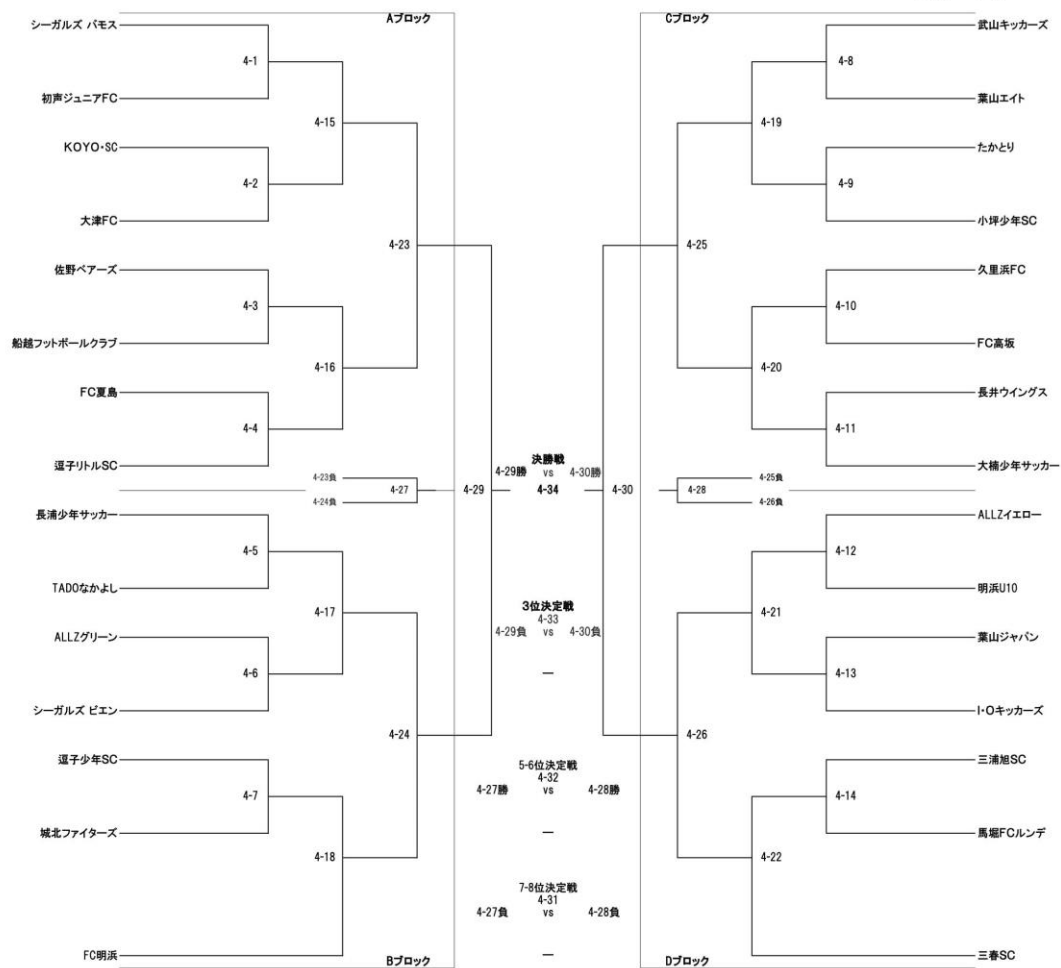 Aブロック
シーガルズ バモス
4-1
初声ジュニアFC
4-15
KOYO・SC
4-2
大津FC
4-23
佐野ベアーズ
4-3
船越フットボールクラブ
4-16
FC夏島
4-4
逗子リトルSC
4-23負
4-27
4-24負
4-29
長浦少年サッカー
4-5
TADOなかよし
4-17
ALLZグリーン
4-6
シーガルズ ビエン
4-24
逗子少年SC
4-7
城北ファイターズ
4-18
FC明浜
Bブロック
決勝戦
4-29勝 vs 4-30勝
4-34
3位決定戦
4-33
4-29負 vs 4-30負
―
5-6位決定戦
4-32
4-27勝 vs 4-28勝
―
7-8位決定戦
4-31
4-27負 vs 4-28負
―
Cブロック
武山キッカーズ
4-8
葉山エイト
4-19
たかとり
4-9
小坪少年SC
4-25
久里浜FC
4-10
FC高坂
4-20
長井ウイングス
4-11
大楠少年サッカー
4-30
4-25負
4-28
4-26負
ALLZイエロー
4-12
明浜U10
4-21
葉山ジャパン
4-13
I・Oキッカーズ
4-26
三浦旭SC
4-14
馬堀FCルンデ
4-22
三春SC
Dブロック